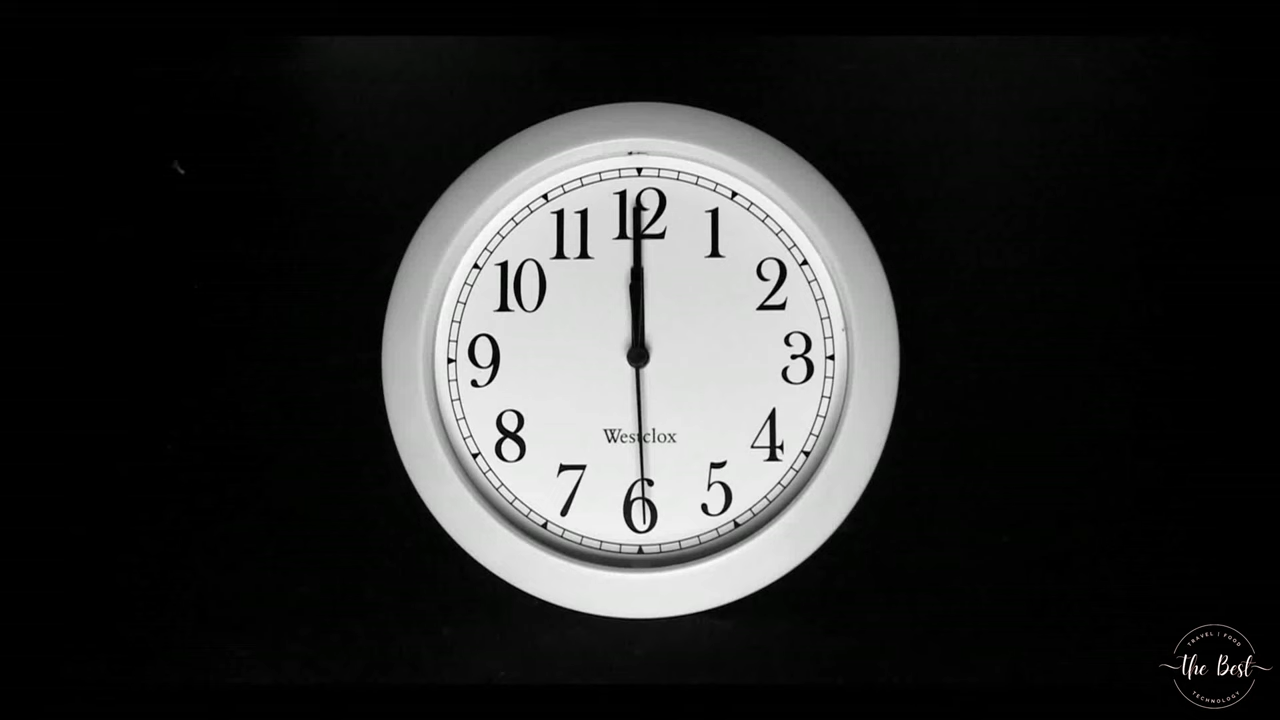 12
11 1
10 2
9 3
8 4
7 5
6
Westclox
TRAVEL | FOOD
the Best
TECHNOLOGY